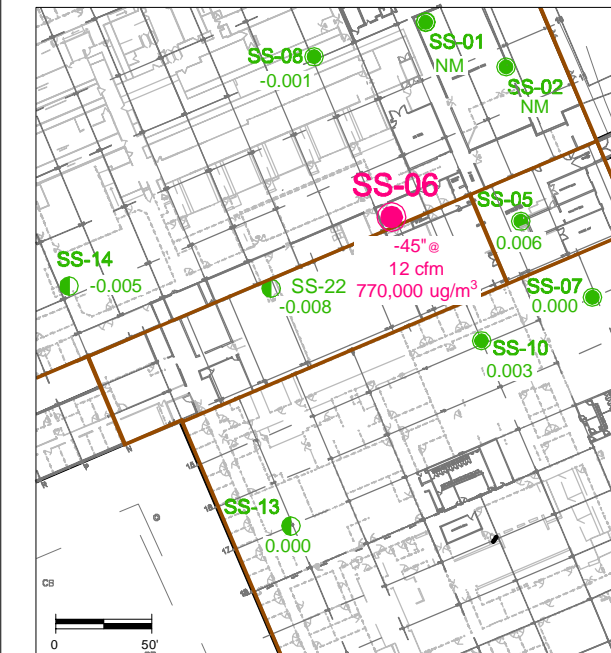 SS-01
NM
SS-08
-0.001
SS-02
NM
SS-06
SS-05
0.006
-45"@
12 cfm
770,000 ug/m³
SS-14
-0.005
SS-22
-0.008
SS-07
0.000
SS-10
0.003
SS-13
0.000
17
18
CB
0
50'